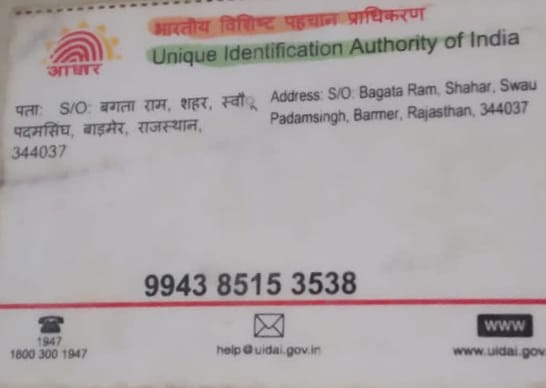 भारतीय विशिष्ट पहचान प्राधिकरण
Unique Identification Authority of India
आधार
पता: S/O: बगता राम, शहर, स्वौ
पदमसिंघ, बाड़मेर, राजस्थान,
344037
Address: S/O: Bagata Ram, Shahar, Swau
Padamsingh, Barmer, Rajasthan, 344037
9943 8515 3538
1947
1800 300 1947
help@uidai.gov.in
WWW
www.uidai.gov